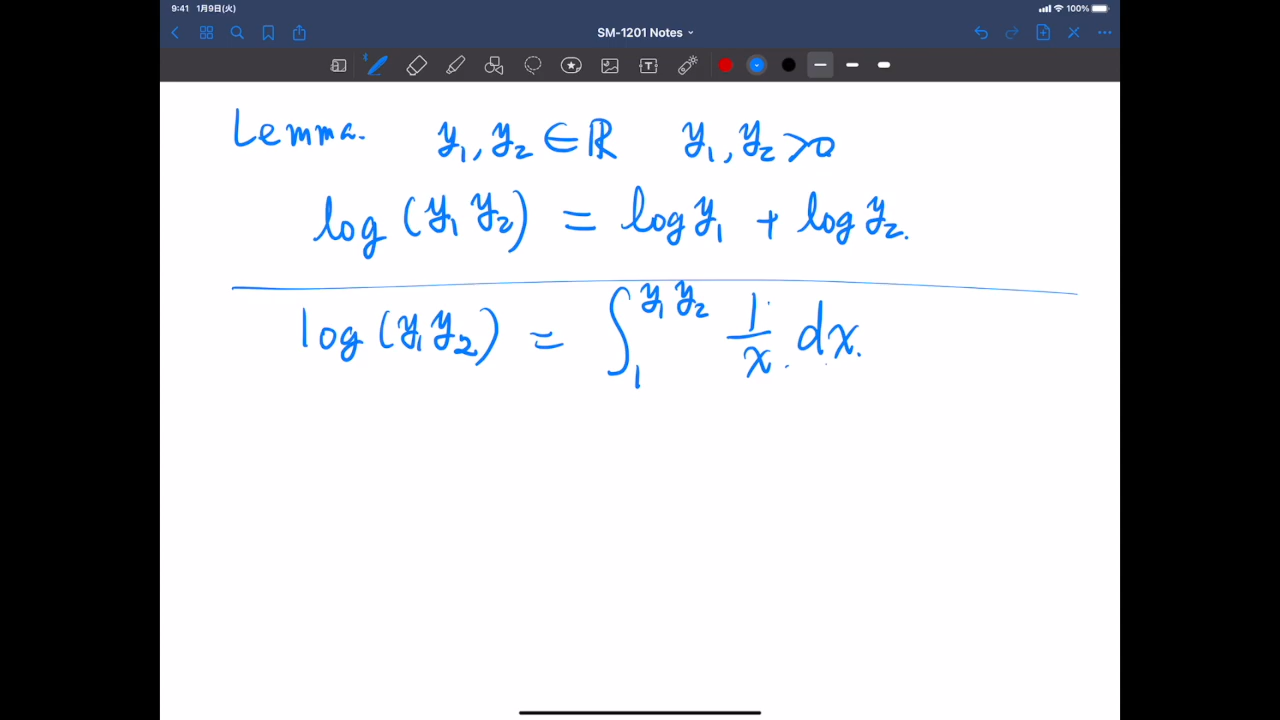 9:41 1月9日(火) 100%
SM-1201 Notes
Lemma. y₁, y₂ ∈ ℝ y₁, y₂ > 0
log (y₁ y₂) = log y₁ + log y₂.
log (y₁ y₂) = ∫₁^{y₁ y₂} 1/x dx.